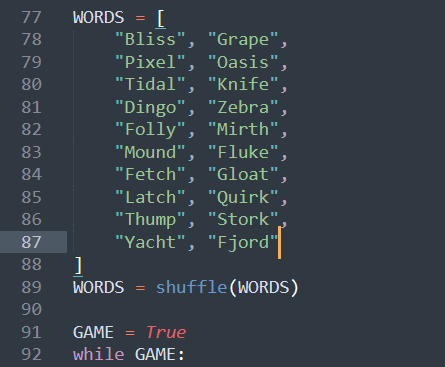 77 WORDS = [
78     "Bliss", "Grape",
79     "Pixel", "Oasis",
80     "Tidal", "Knife",
81     "Dingo", "Zebra",
82     "Folly", "Mirth",
83     "Mound", "Fluke",
84     "Fetch", "Gloat",
85     "Latch", "Quirk",
86     "Thump", "Stork",
87     "Yacht", "Fjord"
88 ]
89 WORDS = shuffle(WORDS)
90
91 GAME = True
92 while GAME: